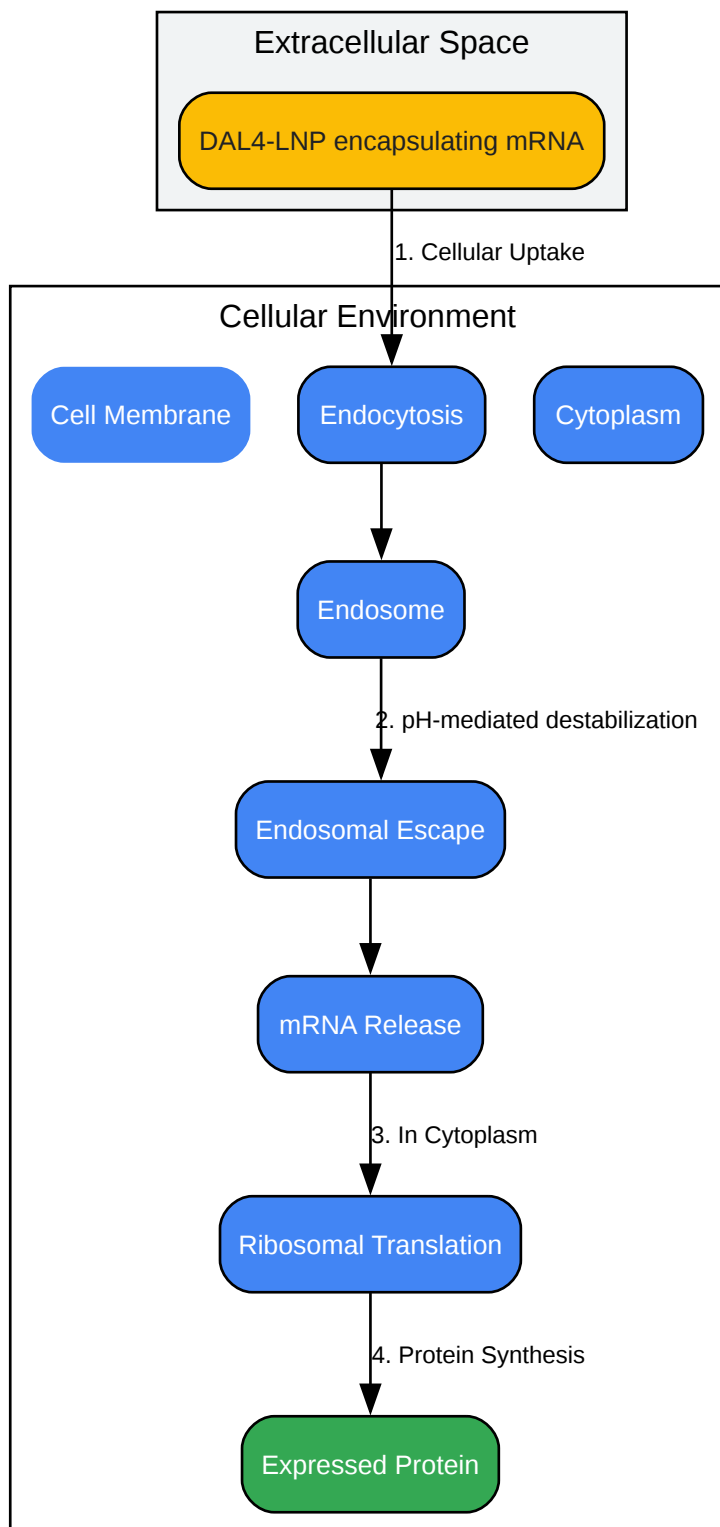 Extracellular Space
DAL4-LNP encapsulating mRNA
1. Cellular Uptake
Cellular Environment
Cell Membrane
Endocytosis
Cytoplasm
Endosome
2. pH-mediated destabilization
Endosomal Escape
mRNA Release
3. In Cytoplasm
Ribosomal Translation
4. Protein Synthesis
Expressed Protein